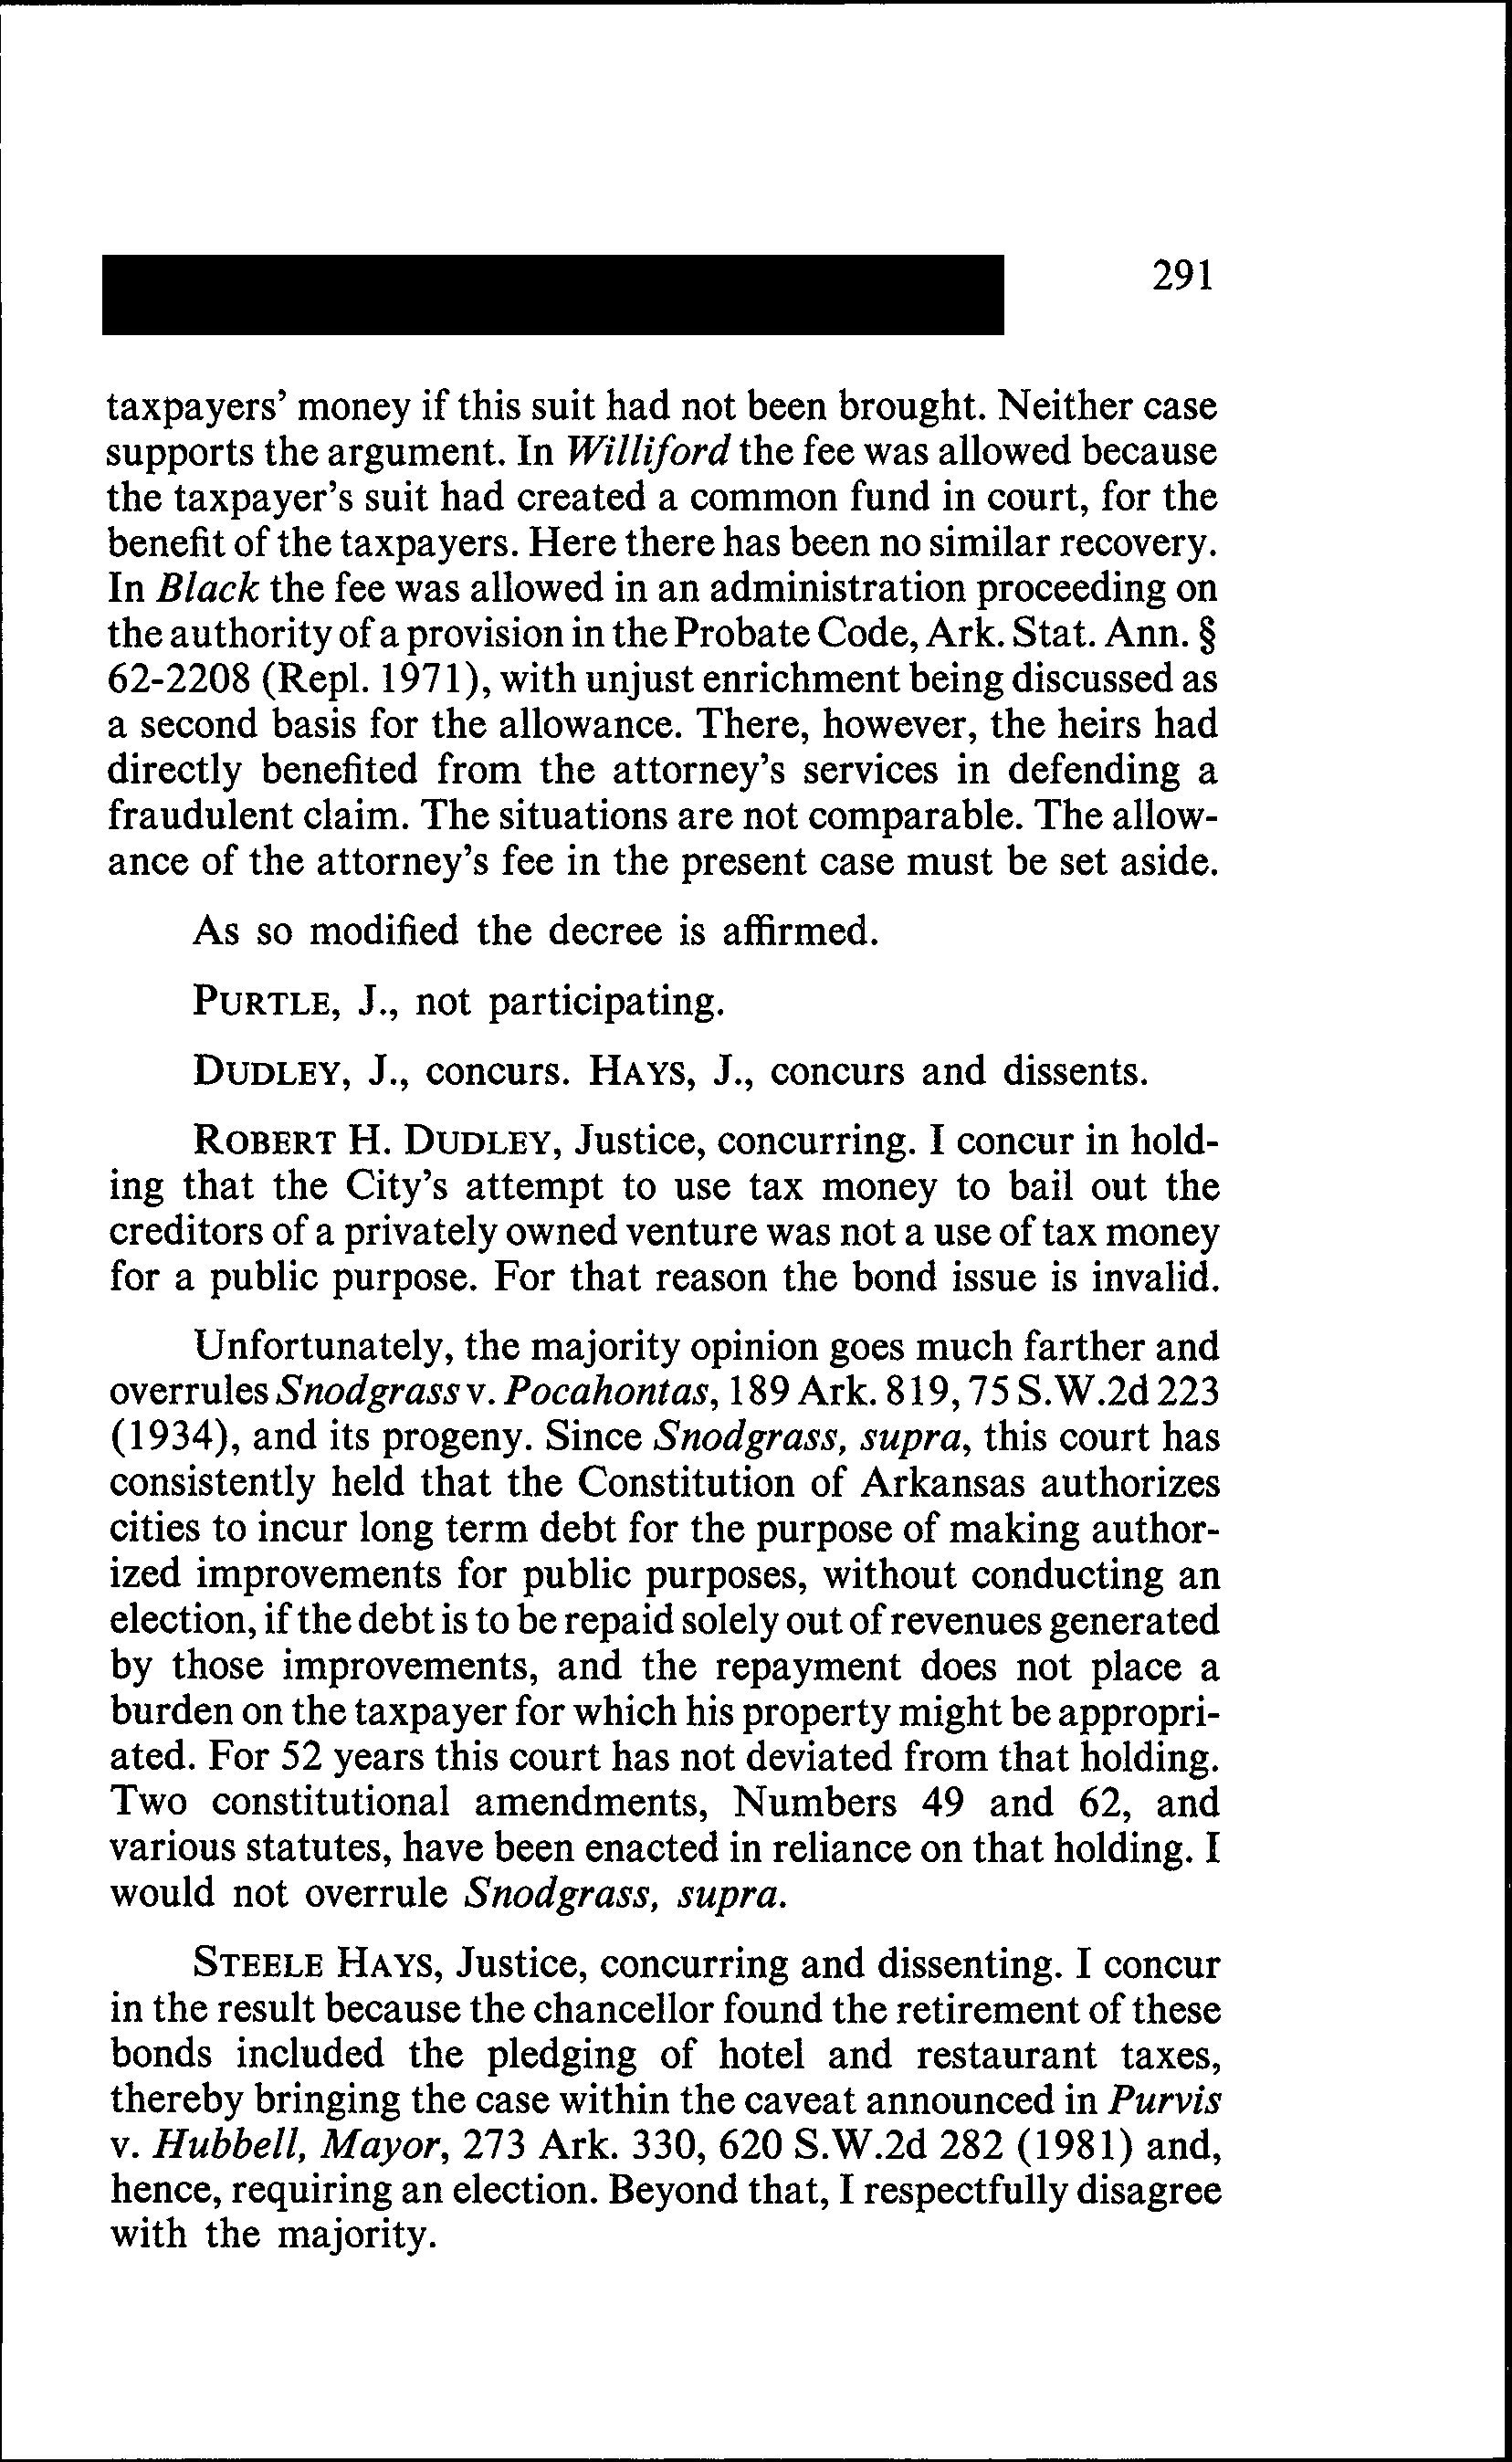 291
taxpayers’ money if this suit had not been brought. Neither case
supports the argument. In Williford the fee was allowed because
the taxpayer’s suit had created a common fund in court, for the
benefit of the taxpayers. Here there has been no similar recovery.
In Black the fee was allowed in an administration proceeding on
the authority of a provision in the Probate Code, Ark. Stat. Ann. §
62-2208 (Repl. 1971), with unjust enrichment being discussed as
a second basis for the allowance. There, however, the heirs had
directly benefited from the attorney’s services in defending a
fraudulent claim. The situations are not comparable. The allow-
ance of the attorney’s fee in the present case must be set aside.
As so modified the decree is affirmed.
PURTLE, J., not participating.
DUDLEY, J., concurs. HAYS, J., concurs and dissents.
ROBERT H. DUDLEY, Justice, concurring. I concur in hold-
ing that the City’s attempt to use tax money to bail out the
creditors of a privately owned venture was not a use of tax money
for a public purpose. For that reason the bond issue is invalid.
Unfortunately, the majority opinion goes much farther and
overrules Snodgrass v. Pocahontas, 189 Ark. 819, 75 S.W.2d 223
(1934), and its progeny. Since Snodgrass, supra, this court has
consistently held that the Constitution of Arkansas authorizes
cities to incur long term debt for the purpose of making author-
ized improvements for public purposes, without conducting an
election, if the debt is to be repaid solely out of revenues generated
by those improvements, and the repayment does not place a
burden on the taxpayer for which his property might be appropri-
ated. For 52 years this court has not deviated from that holding.
Two constitutional amendments, Numbers 49 and 62, and
various statutes, have been enacted in reliance on that holding. I
would not overrule Snodgrass, supra.
STEELE HAYS, Justice, concurring and dissenting. I concur
in the result because the chancellor found the retirement of these
bonds included the pledging of hotel and restaurant taxes,
thereby bringing the case within the caveat announced in Purvis
v. Hubbell, Mayor, 273 Ark. 330, 620 S.W.2d 282 (1981) and,
hence, requiring an election. Beyond that, I respectfully disagree
with the majority.